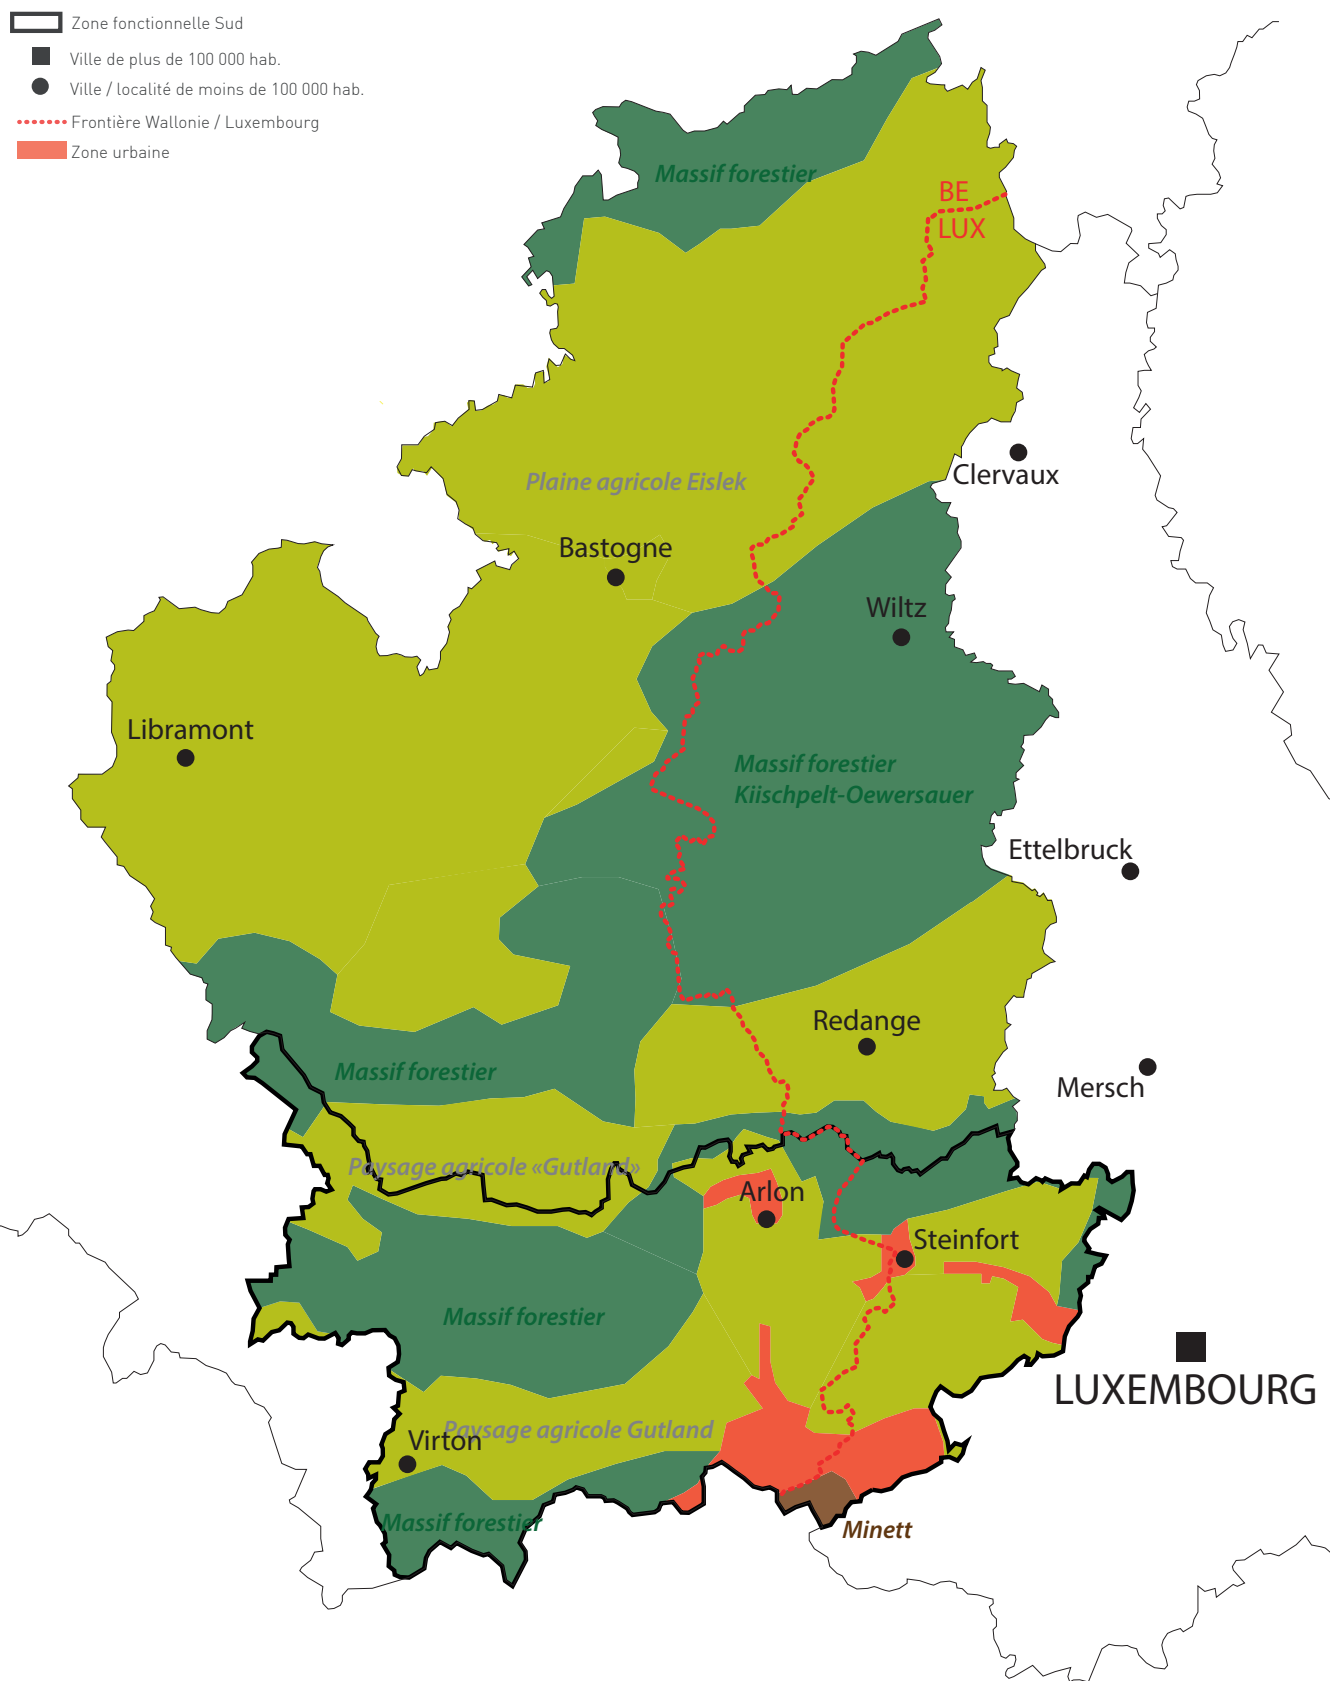 Zone fonctionnelle Sud
Ville de plus de 100 000 hab.
Ville / localité de moins de 100 000 hab.
Frontière Wallonie / Luxembourg
Zone urbaine
Massif forestier
BE
LUX
Clervaux
Plaine agricole Eislek
Bastogne
Wiltz
Libramont
Massif forestier
Kiischpelt-Oewersauer
Ettelbruck
Redange
Massif forestier
Mersch
Paysage agricole «Gutland»
Arlon
Steinfort
Massif forestier
LUXEMBOURG
Paysage agricole Gutland
Virton
Massif forestier
Minett